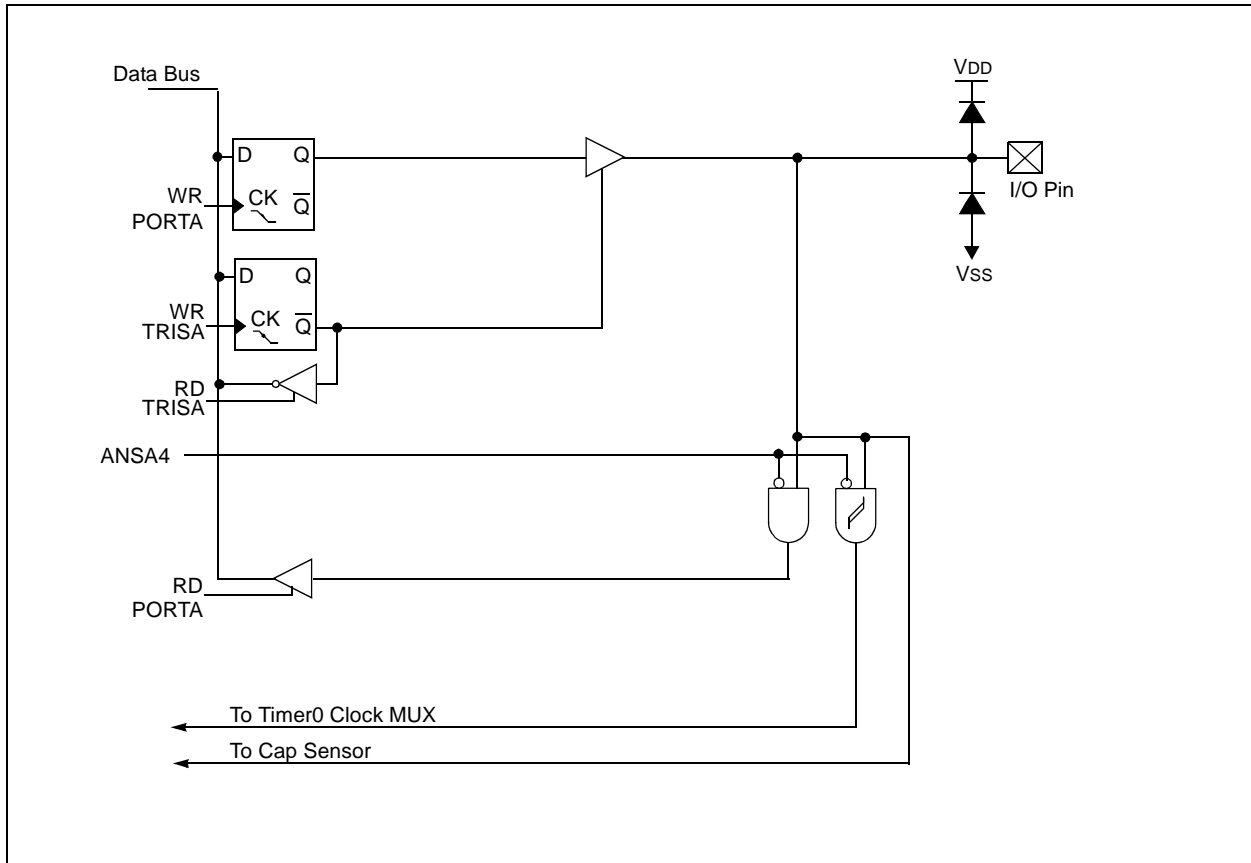 Data Bus
VDD
D Q
WR
PORTA
CK Q
I/O Pin
D Q
VSS
WR
TRISA
CK Q
RD
TRISA
ANSA4
RD
PORTA
To Timer0 Clock MUX
To Cap Sensor